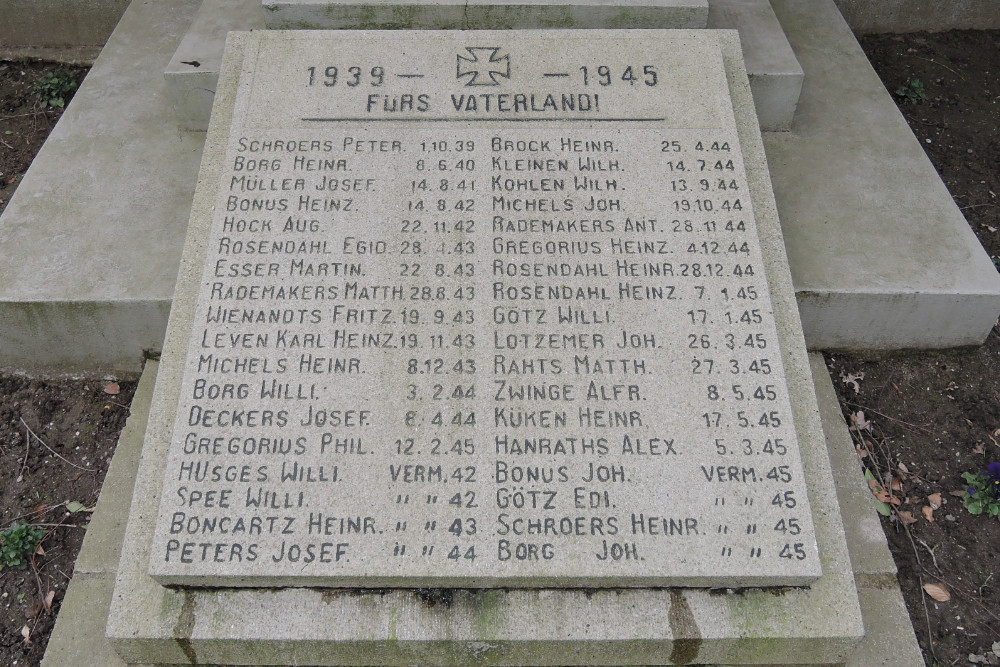 1939 — — 1945
FÜRS VATERLAND!
SCHROERS PETER. 1.10.39
BORG HEINR. 8.6.40
MÜLLER JOSEF. 14.8.41
BONUS HEINZ. 14.8.42
HOCK AUG. 22.11.42
ROSENDAHL EGID. 28.1.43
ESSER MARTIN. 22.8.43
RADEMAKERS MATTH. 28.8.43
WIENANDTS FRITZ. 19.9.43
LEVEN KARL HEINZ. 19.11.43
MICHELS HEINR. 8.12.43
BORG WILLI. 3.2.44
DECKERS JOSEF. 8.4.44
GREGORIUS PHIL. 12.2.45
HÜSGES WILLI. VERM. 42
SPEE WILLI. " " 42
BONGARTZ HEINR. " " 43
PETERS JOSEF. " " 44
BROCK HEINR. 25.4.44
KLEINEN WILH. 14.7.44
KOHLEN WILH. 13.9.44
MICHELS JOH. 19.10.44
RADEMAKERS ANT. 28.11.44
GREGORIUS HEINZ. 4.12.44
ROSENDAHL HEINR. 28.12.44
ROSENDAHL HEINZ. 7.1.45
GÖTZ WILLI. 17.1.45
LOTZEMER JOH. 26.3.45
RAHTS MATTH. 27.3.45
ZWINGE ALFR. 8.5.45
KÜKEN HEINR. 17.5.45
HANRATHS ALEX. 5.3.45
BONUS JOH. VERM. 45
GÖTZ EDI. " " 45
SCHROERS HEINR. " " 45
BORG JOH. " " 45